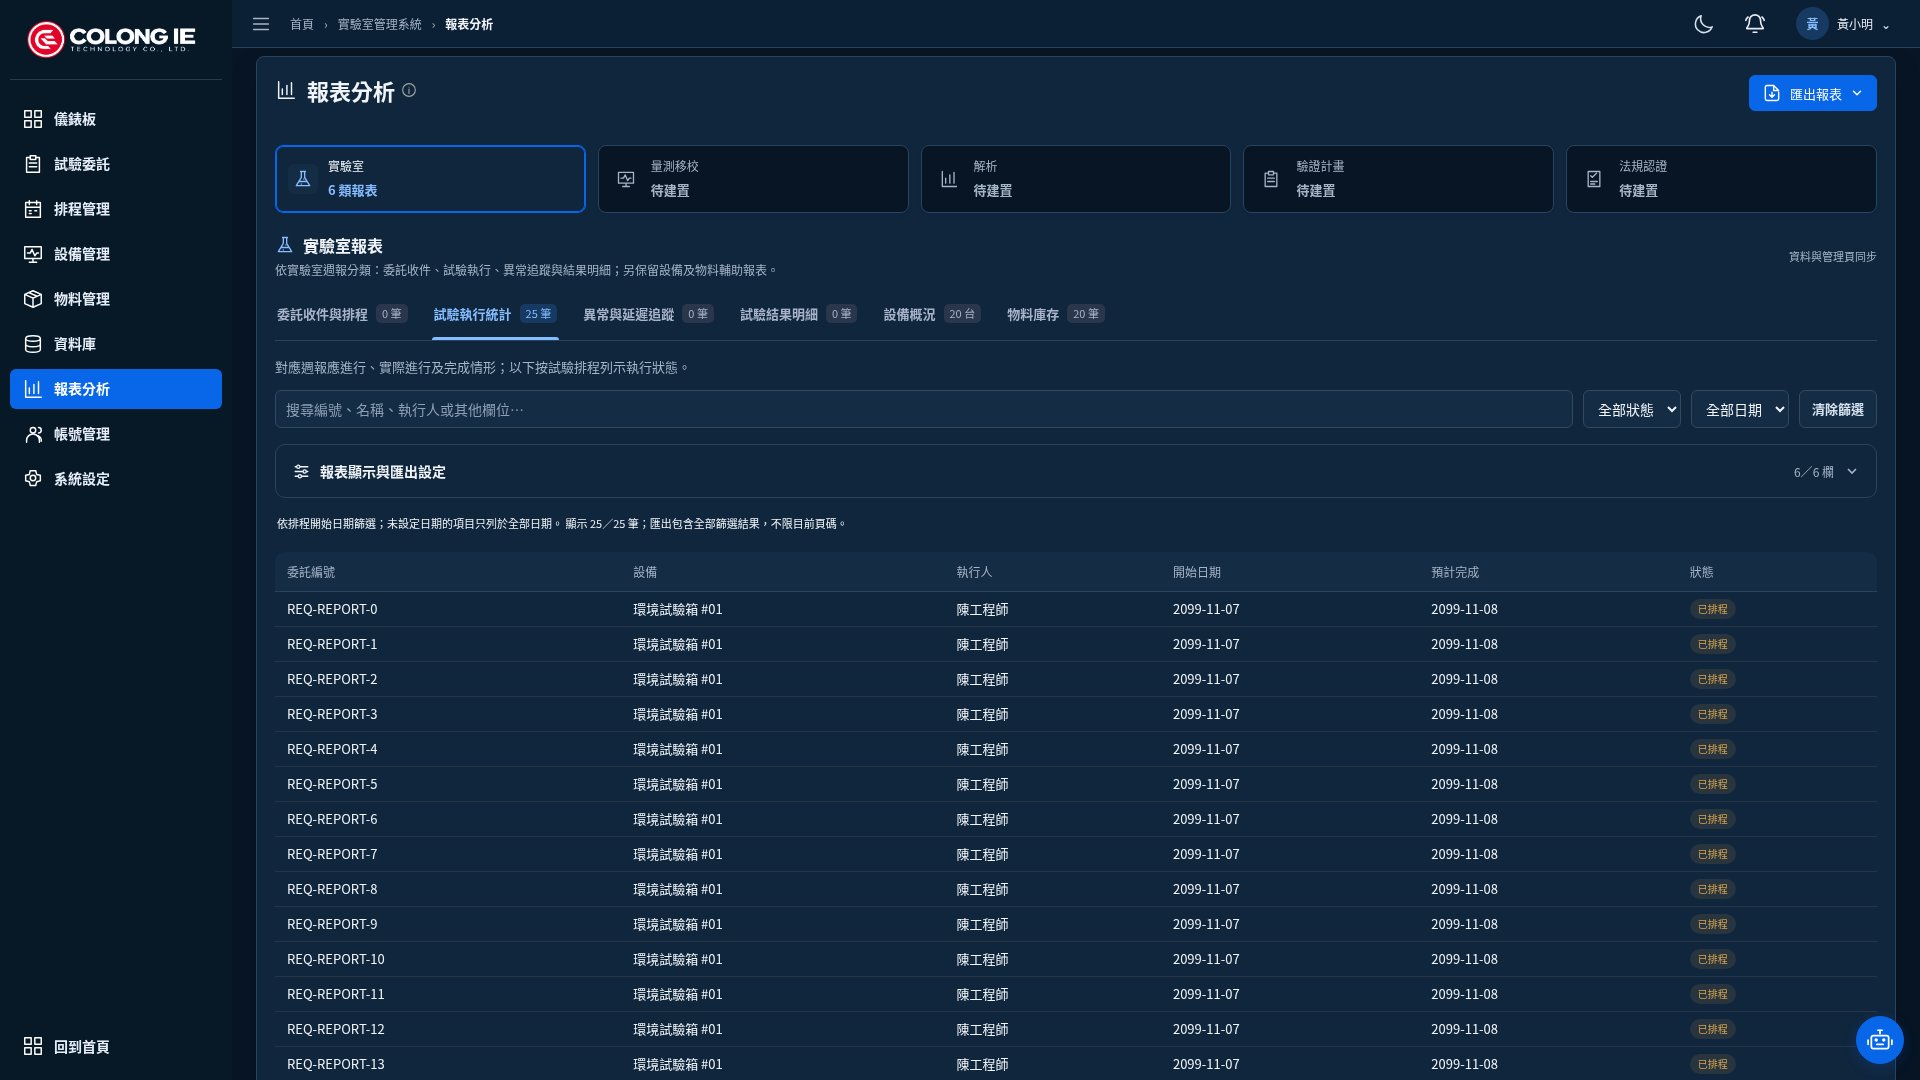 COLONG IE
TECHNOLOGY CO., LTD.
首頁 › 實驗室管理系統 › 報表分析
黃 黃小明
儀錶板
試驗委託
排程管理
設備管理
物料管理
資料庫
報表分析
帳號管理
系統設定
回到首頁
報表分析
匯出報表
實驗室
6 類報表
量測移校
待建置
解析
待建置
驗證計畫
待建置
法規認證
待建置
實驗室報表
依實驗室週報分類：委託收件、試驗執行、異常追蹤與結果明細；另保留設備及物料輔助報表。
資料與管理頁同步
委託收件與排程 0 筆 試驗執行統計 25 筆 異常與延遲追蹤 0 筆 試驗結果明細 0 筆 設備概況 20 台 物料庫存 20 筆
對應週報應進行、實際進行及完成情形；以下按試驗排程列示執行狀態。
搜尋編號、名稱、執行人或其他欄位… 全部狀態 全部日期 清除篩選
報表顯示與匯出設定 6／6 欄
依排程開始日期篩選；未設定日期的項目只列於全部日期。 顯示 25／25 筆；匯出包含全部篩選結果，不限目前頁碼。
委託編號 設備 執行人 開始日期 預計完成 狀態
REQ-REPORT-0 環境試驗箱 #01 陳工程師 2099-11-07 2099-11-08 已排程
REQ-REPORT-1 環境試驗箱 #01 陳工程師 2099-11-07 2099-11-08 已排程
REQ-REPORT-2 環境試驗箱 #01 陳工程師 2099-11-07 2099-11-08 已排程
REQ-REPORT-3 環境試驗箱 #01 陳工程師 2099-11-07 2099-11-08 已排程
REQ-REPORT-4 環境試驗箱 #01 陳工程師 2099-11-07 2099-11-08 已排程
REQ-REPORT-5 環境試驗箱 #01 陳工程師 2099-11-07 2099-11-08 已排程
REQ-REPORT-6 環境試驗箱 #01 陳工程師 2099-11-07 2099-11-08 已排程
REQ-REPORT-7 環境試驗箱 #01 陳工程師 2099-11-07 2099-11-08 已排程
REQ-REPORT-8 環境試驗箱 #01 陳工程師 2099-11-07 2099-11-08 已排程
REQ-REPORT-9 環境試驗箱 #01 陳工程師 2099-11-07 2099-11-08 已排程
REQ-REPORT-10 環境試驗箱 #01 陳工程師 2099-11-07 2099-11-08 已排程
REQ-REPORT-11 環境試驗箱 #01 陳工程師 2099-11-07 2099-11-08 已排程
REQ-REPORT-12 環境試驗箱 #01 陳工程師 2099-11-07 2099-11-08 已排程
REQ-REPORT-13 環境試驗箱 #01 陳工程師 2099-11-07 2099-11-08 已排程